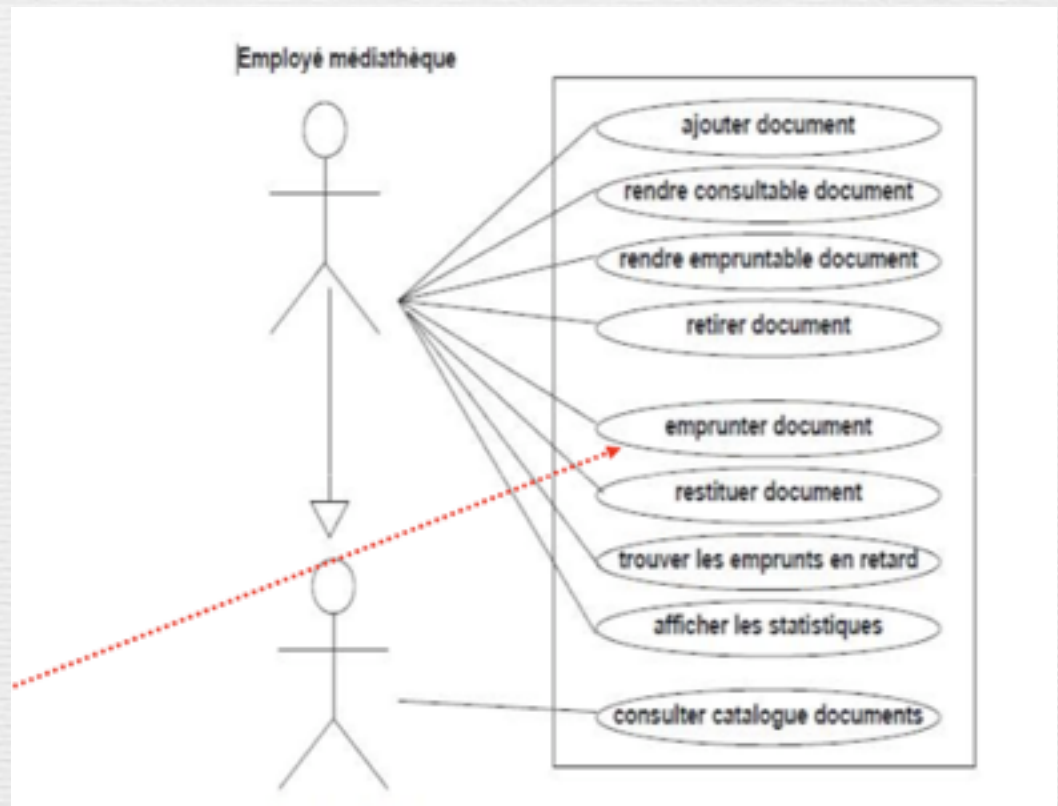 Employé médiathèque
ajouter document
rendre consultable document
rendre empruntable document
retirer document
emprunter document
restituer document
trouver les emprunts en retard
afficher les statistiques
consulter catalogue documents